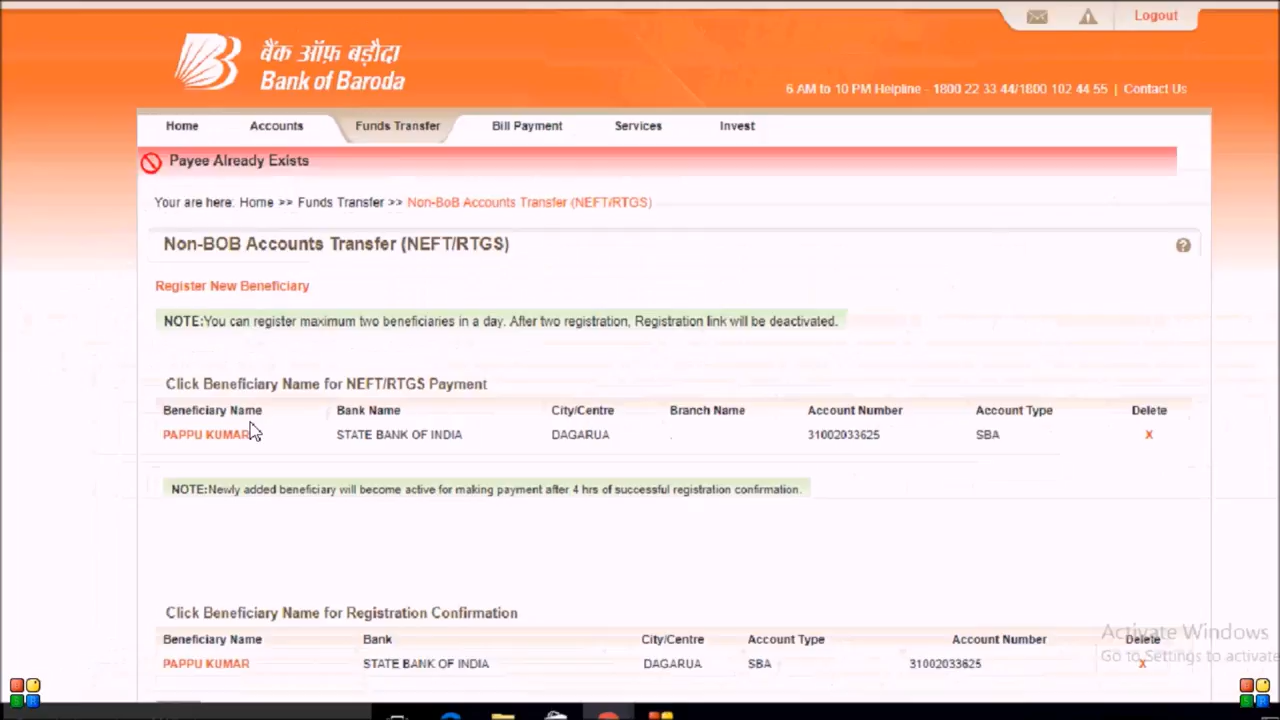 Logout
बैंक ऑफ़ बड़ौदा
Bank of Baroda
6 AM to 10 PM Helpline - 1800 22 33 44/1800 102 44 55 | Contact Us
Home Accounts Funds Transfer Bill Payment Services Invest
Payee Already Exists
Your are here: Home >> Funds Transfer >> Non-BoB Accounts Transfer (NEFT/RTGS)
Non-BOB Accounts Transfer (NEFT/RTGS)
Register New Beneficiary
NOTE:You can register maximum two beneficiaries in a day. After two registration, Registration link will be deactivated.
Click Beneficiary Name for NEFT/RTGS Payment
Beneficiary Name Bank Name City/Centre Branch Name Account Number Account Type Delete
PAPPU KUMAR STATE BANK OF INDIA DAGARUA . 31002033625 SBA X
NOTE:Newly added beneficiary will become active for making payment after 4 hrs of successful registration confirmation.
Click Beneficiary Name for Registration Confirmation
Beneficiary Name Bank City/Centre Account Type Account Number Delete
PAPPU KUMAR STATE BANK OF INDIA DAGARUA SBA 31002033625 X
Activate Windows
Go to Settings to activate
S R
S R